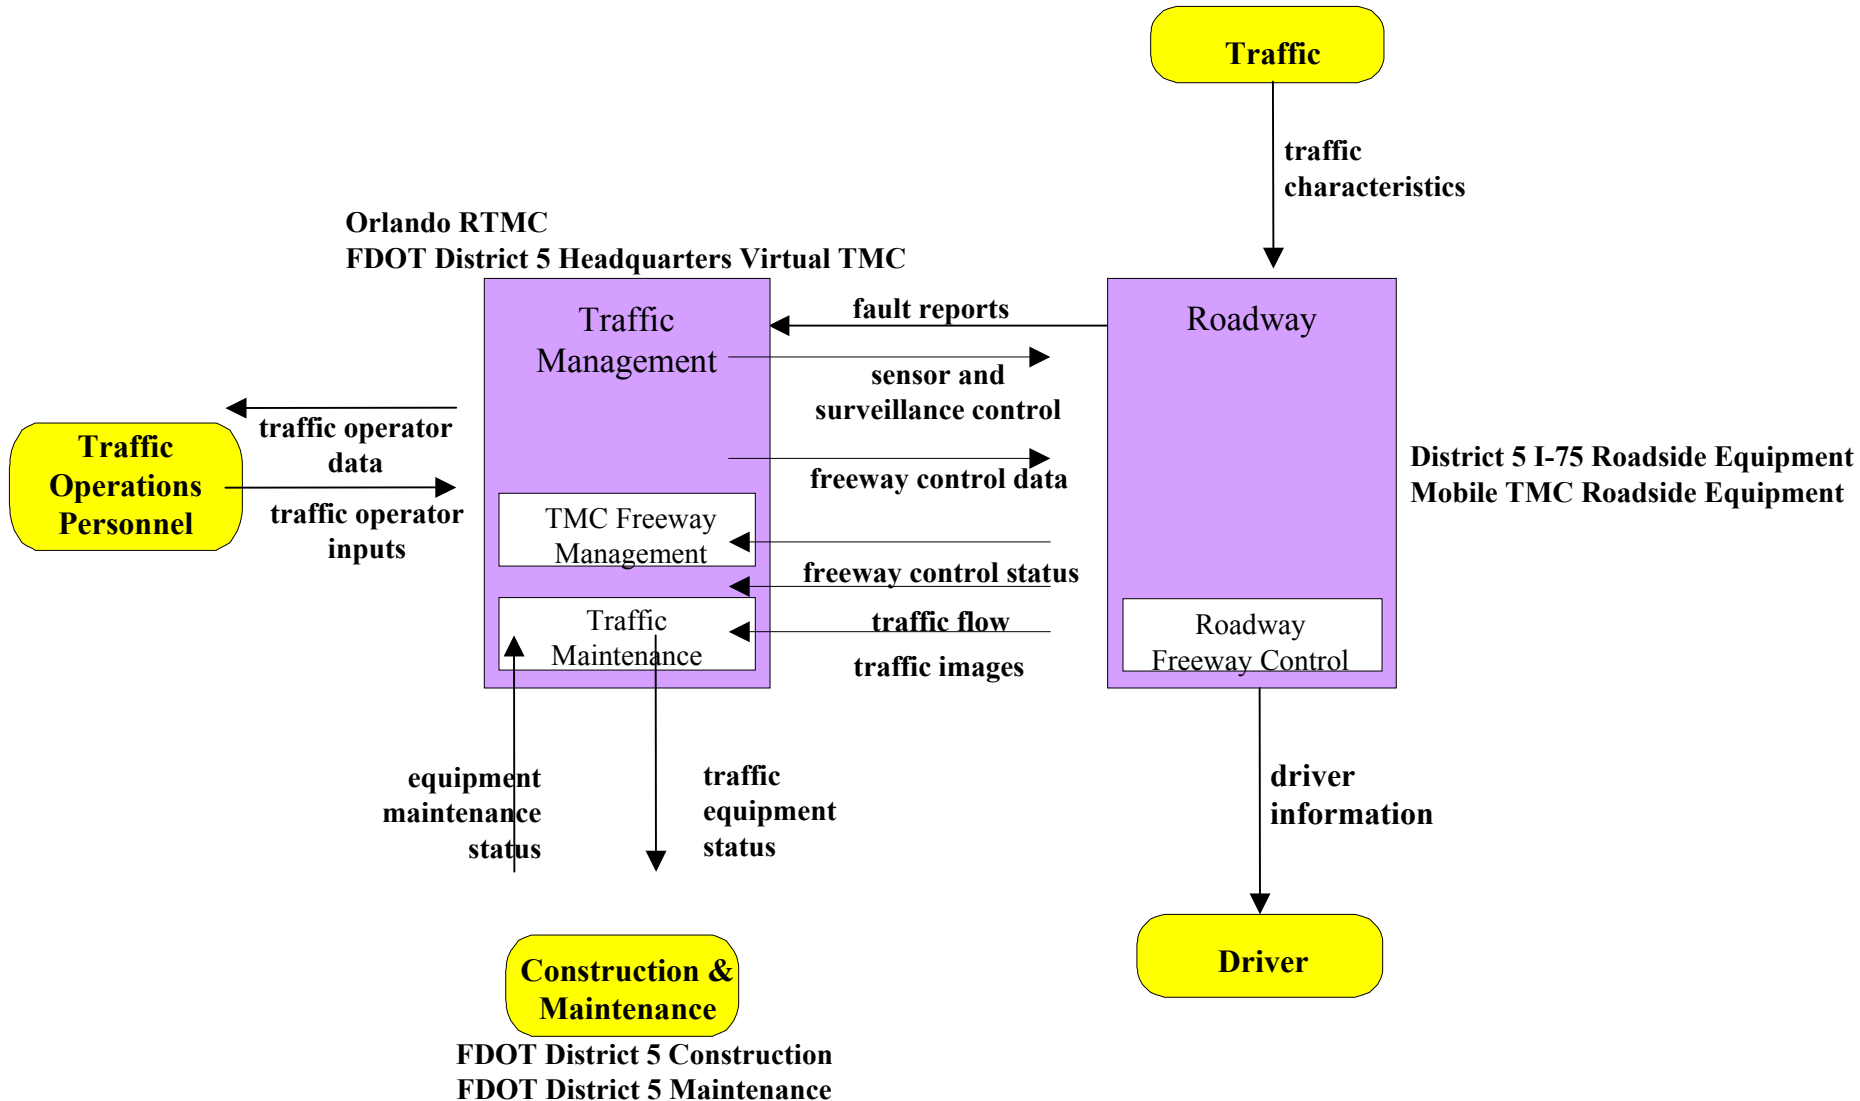 Traffic
traffic
characteristics
Orlando RTMC
FDOT District 5 Headquarters Virtual TMC
Traffic
Management
fault reports
Roadway
sensor and
surveillance control
traffic operator
data
Traffic
Operations
Personnel
traffic operator
inputs
freeway control data
District 5 I-75 Roadside Equipment
Mobile TMC Roadside Equipment
TMC Freeway
Management
freeway control status
Traffic
Maintenance
traffic flow
traffic images
Roadway
Freeway Control
equipment
maintenance
status
traffic
equipment
status
driver
information
Construction &
Maintenance
Driver
FDOT District 5 Construction
FDOT District 5 Maintenance